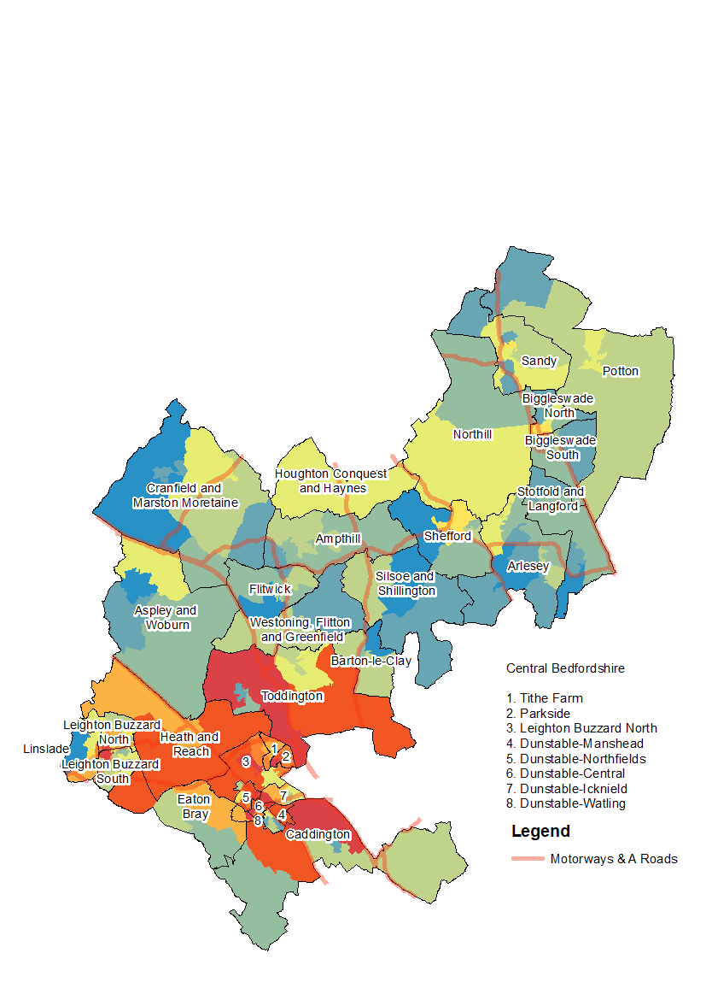 Sandy
Potton
Biggleswade
North
Northill
Biggleswade
South
Houghton Conquest
and Haynes
Cranfield and
Marston Moretaine
Stotfold and
Langford
Ampthill
Shefford
Arlesey
Silsoe and
Shillington
Flitwick
Aspley and
Woburn
Westoning, Flitton
and Greenfield
Barton-le-Clay
Toddington
Leighton Buzzard
North
Heath and
Reach
Linslade
Leighton Buzzard
South
1
2
3
Eaton
Bray
5
6
7
4
8
Caddington
Central Bedfordshire
1. Tithe Farm
2. Parkside
3. Leighton Buzzard North
4. Dunstable-Manshead
5. Dunstable-Northfields
6. Dunstable-Central
7. Dunstable-Icknield
8. Dunstable-Watling
Legend
Motorways & A Roads